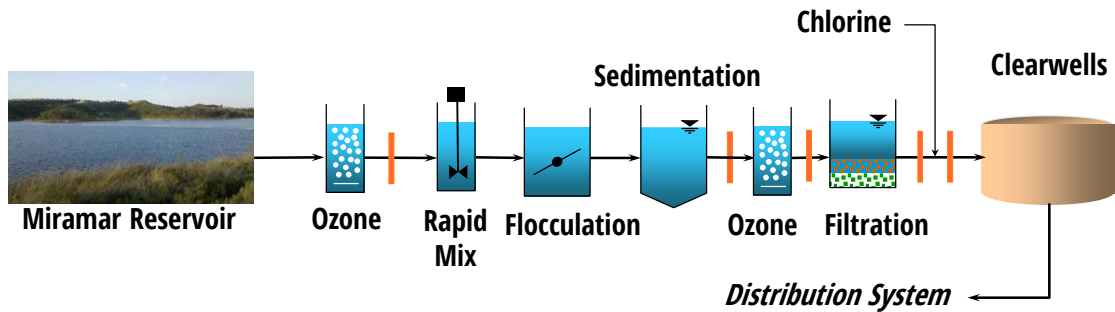 Chlorine
Clearwells
Sedimentation
Miramar Reservoir
Ozone
Rapid
Mix
Flocculation
Ozone
Filtration
Distribution System